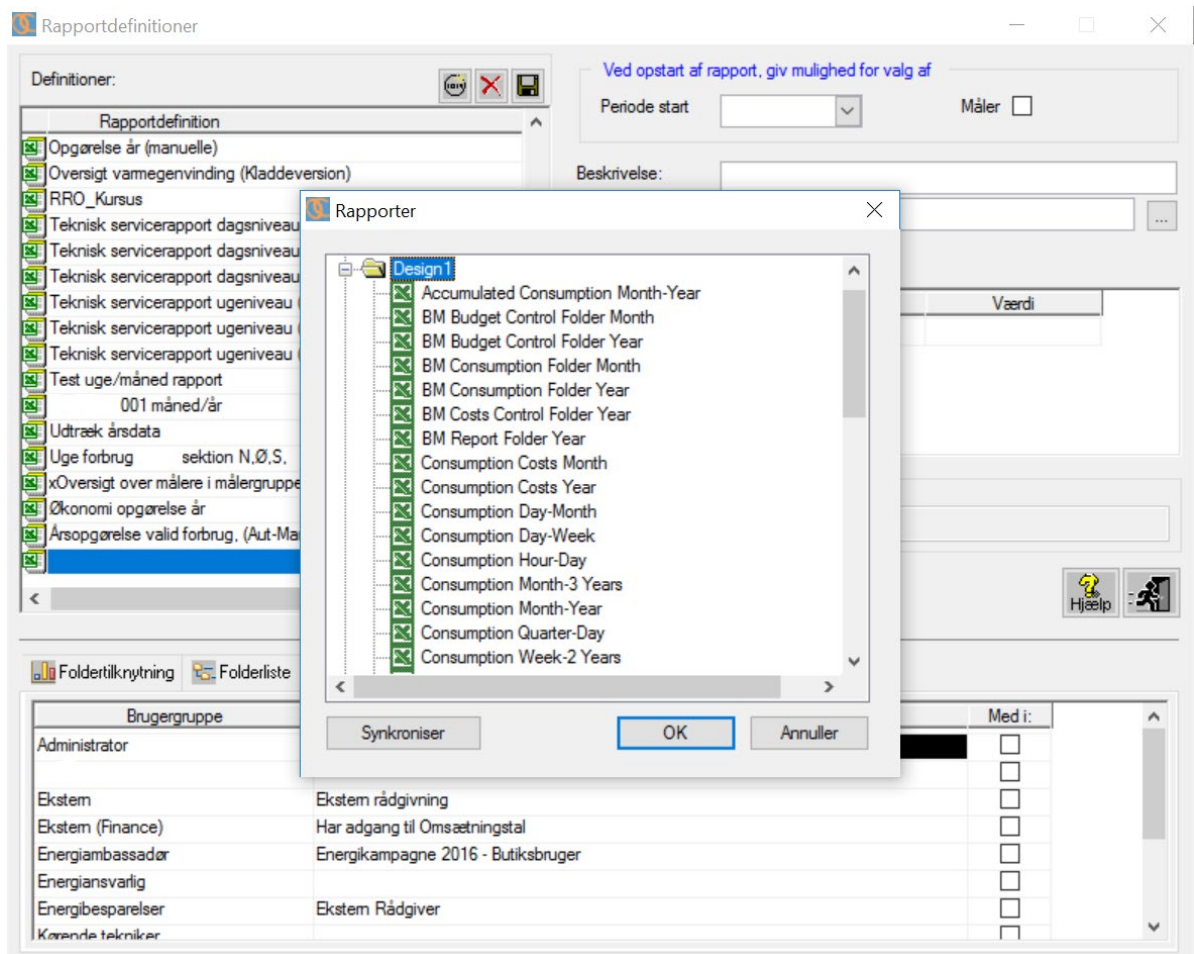 Rapportdefinitioner
Definitioner:
Ved opstart af rapport, giv mulighed for valg af
Periode start
Måler
Rapportdefinition
Opgørelse år (manuelle)
Oversigt varmegenvinding (Kladdeversion)
Beskrivelse:
RRO_Kursus
Teknisk servicerapport dagsniveau
Teknisk servicerapport dagsniveau
Teknisk servicerapport dagsniveau
Teknisk servicerapport ugeniveau (
Teknisk servicerapport ugeniveau (
Teknisk servicerapport ugeniveau (
Test uge/måned rapport
001 måned/år
Udtræk årsdata
Uge forbrug sektion N,Ø,S,
xOversigt over målere i målergruppe
Økonomi opgørelse år
Årsopgørelse valid forbrug, (Aut-Ma
...
Værdi
Hjælp
Rapporter
Design1
Accumulated Consumption Month-Year
BM Budget Control Folder Month
BM Budget Control Folder Year
BM Consumption Folder Month
BM Consumption Folder Year
BM Costs Control Folder Year
BM Report Folder Year
Consumption Costs Month
Consumption Costs Year
Consumption Day-Month
Consumption Day-Week
Consumption Hour-Day
Consumption Month-3 Years
Consumption Month-Year
Consumption Quarter-Day
Consumption Week-2 Years
Synkroniser
OK
Annuller
Foldertilknytning
Folderliste
Brugergruppe
Med i:
Administrator
Ekstern Ekstern rådgivning
Ekstern (Finance) Har adgang til Omsætningstal
Energiambassadør Energikampagne 2016 - Butiksbruger
Energiansvarlig
Energibesparelser Ekstern Rådgiver
Kørende tekniker